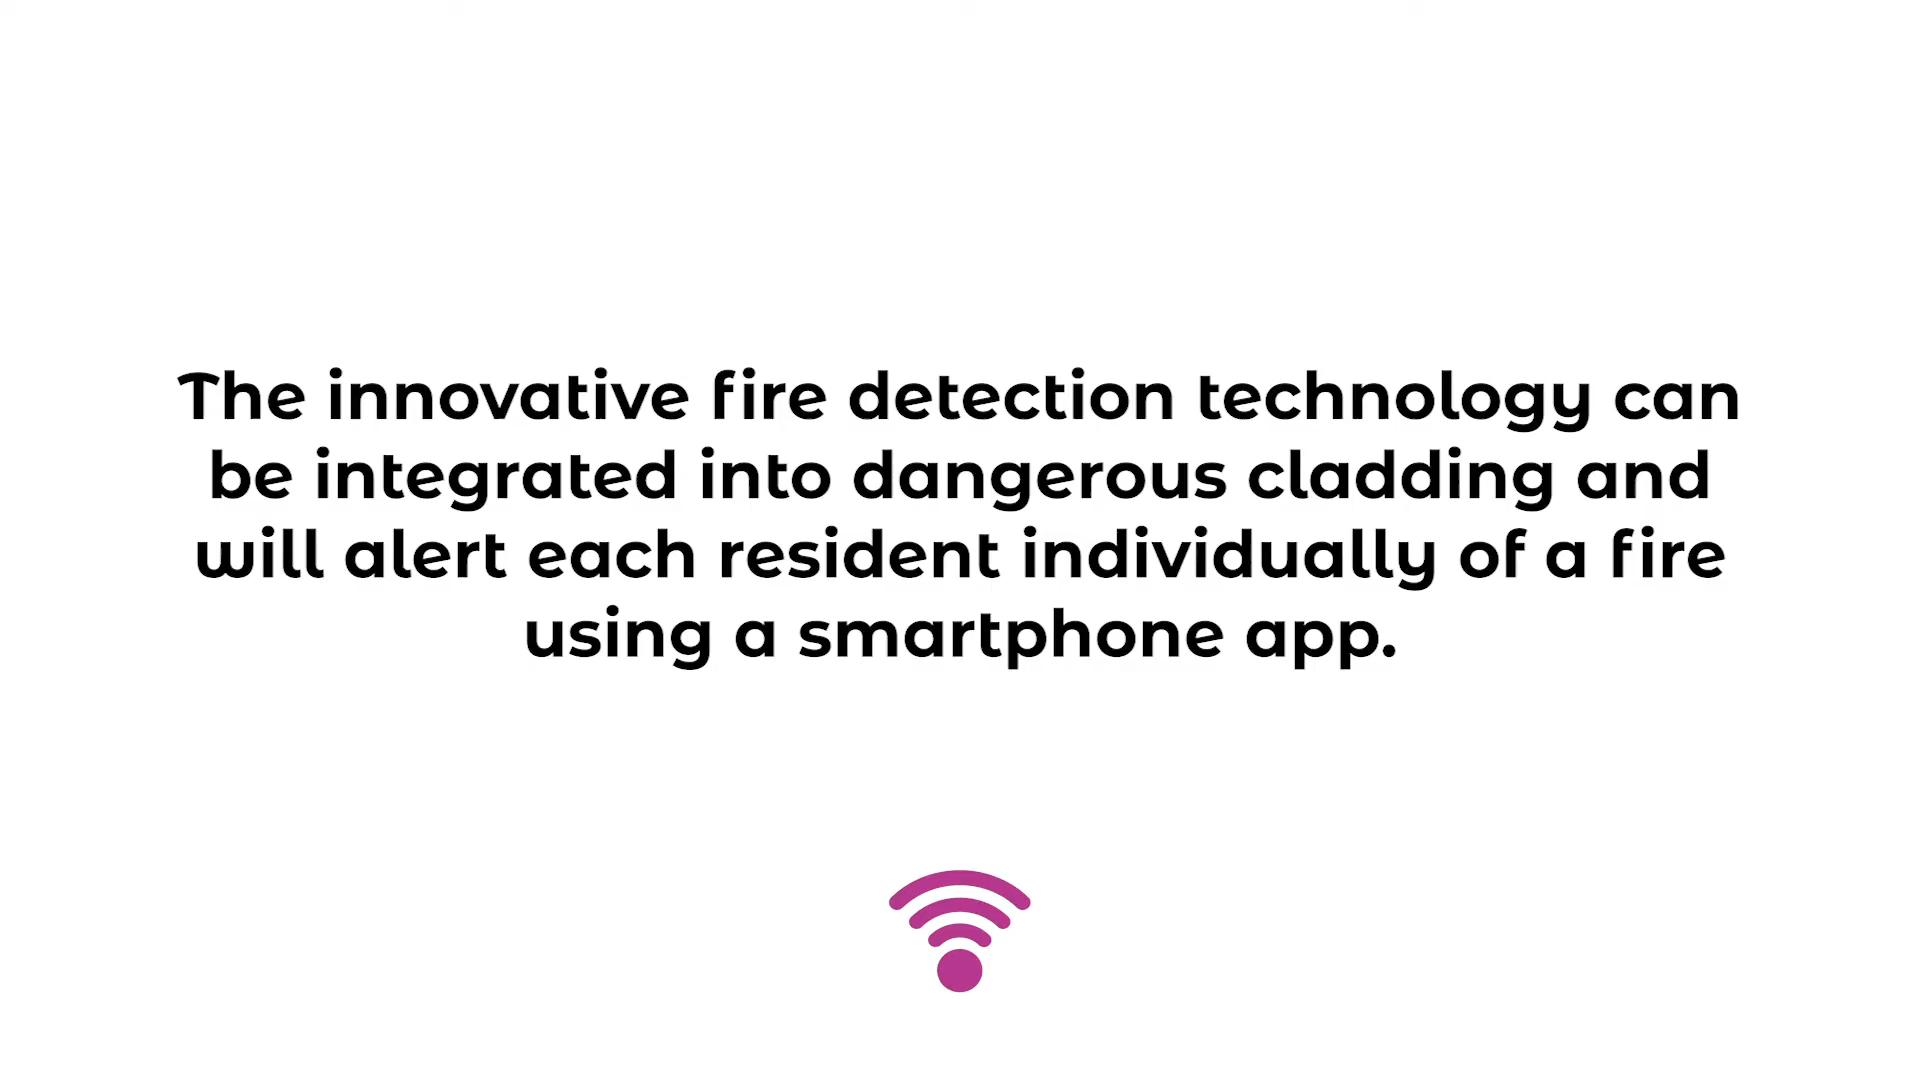 The innovative fire detection technology can
be integrated into dangerous cladding and
will alert each resident individually of a fire
using a smartphone app.